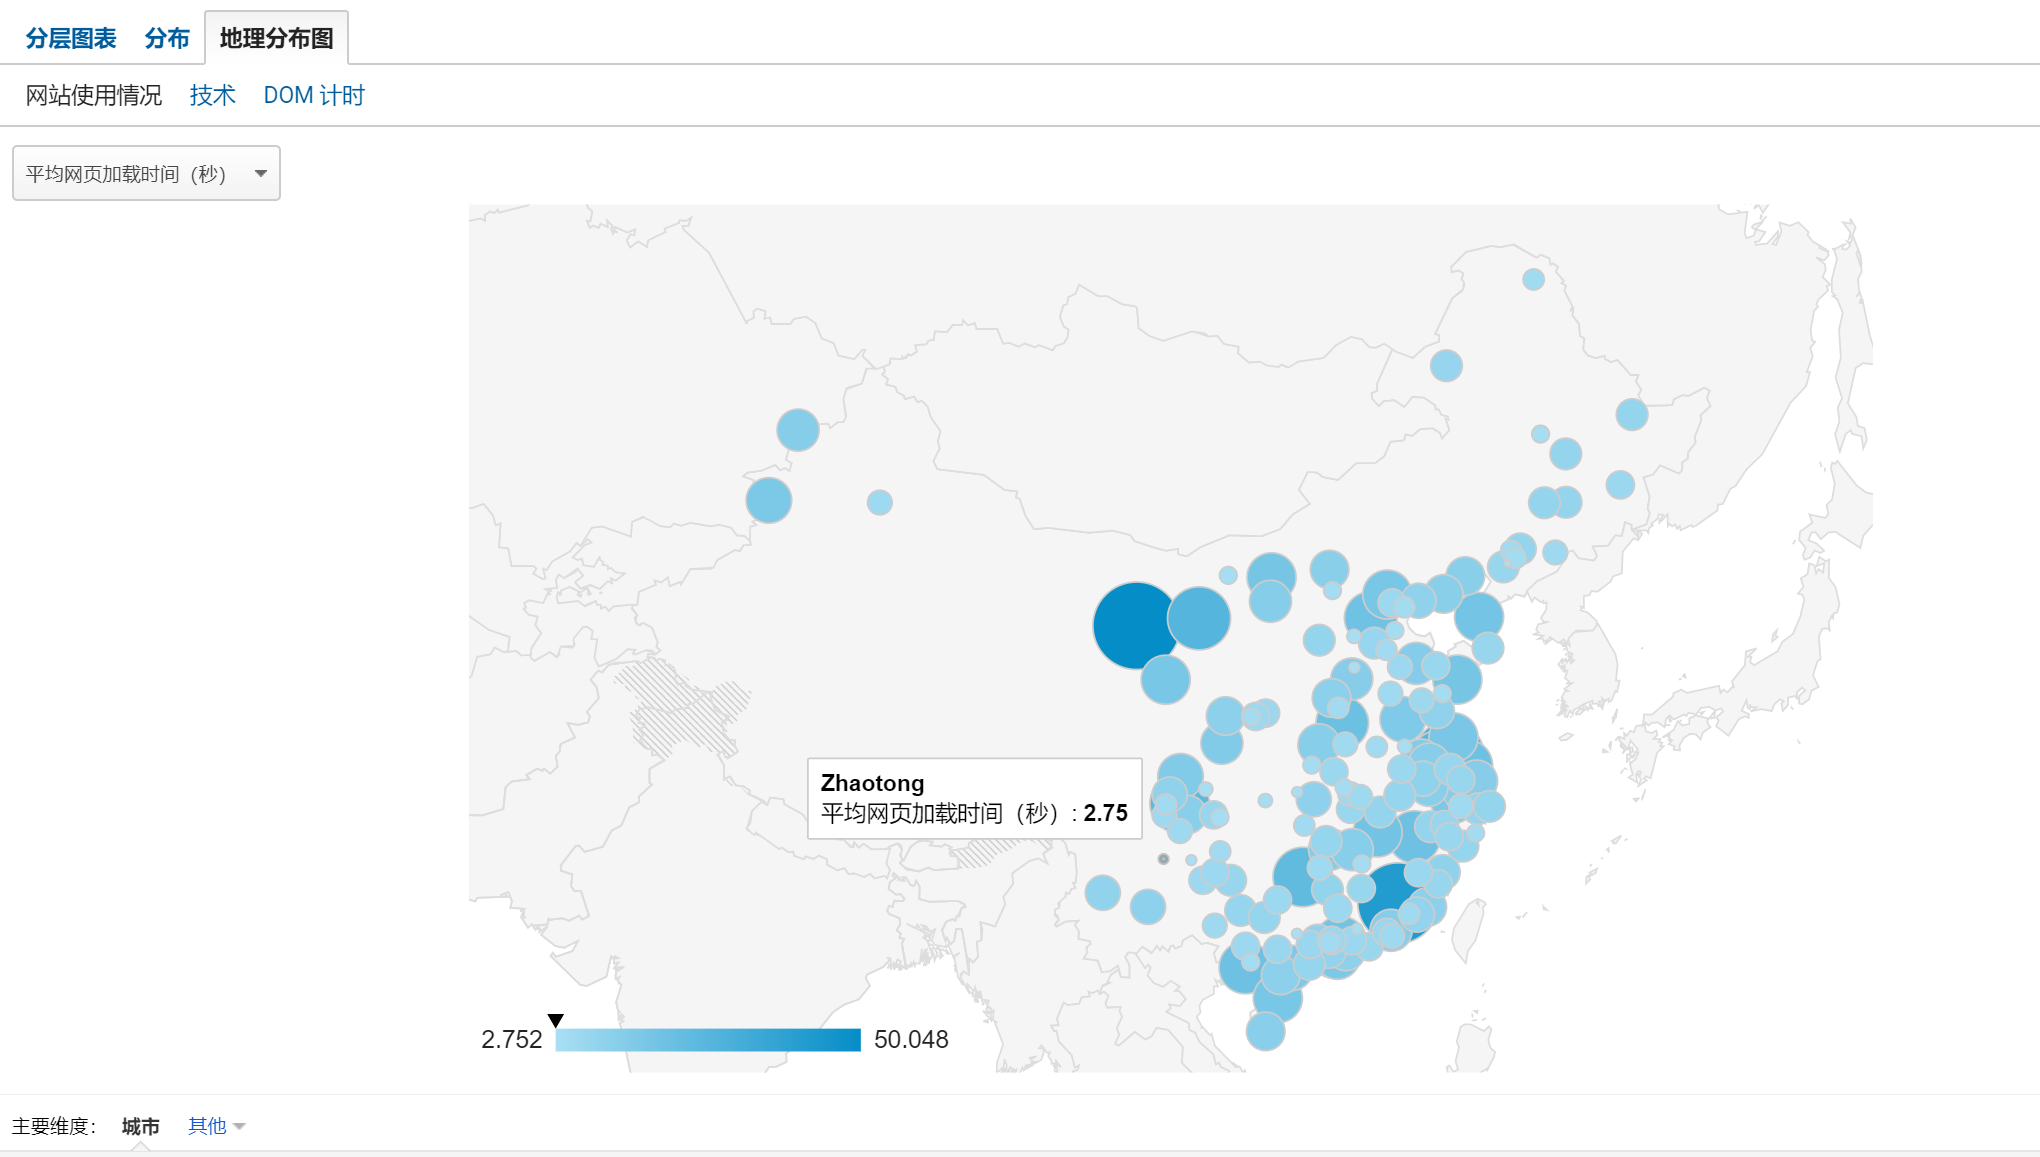 分层图表 分布 地理分布图
网站使用情况 技术 DOM 计时
平均网页加载时间（秒）
Zhaotong
平均网页加载时间（秒）: 2.75
2.752 50.048
主要维度： 城市 其他